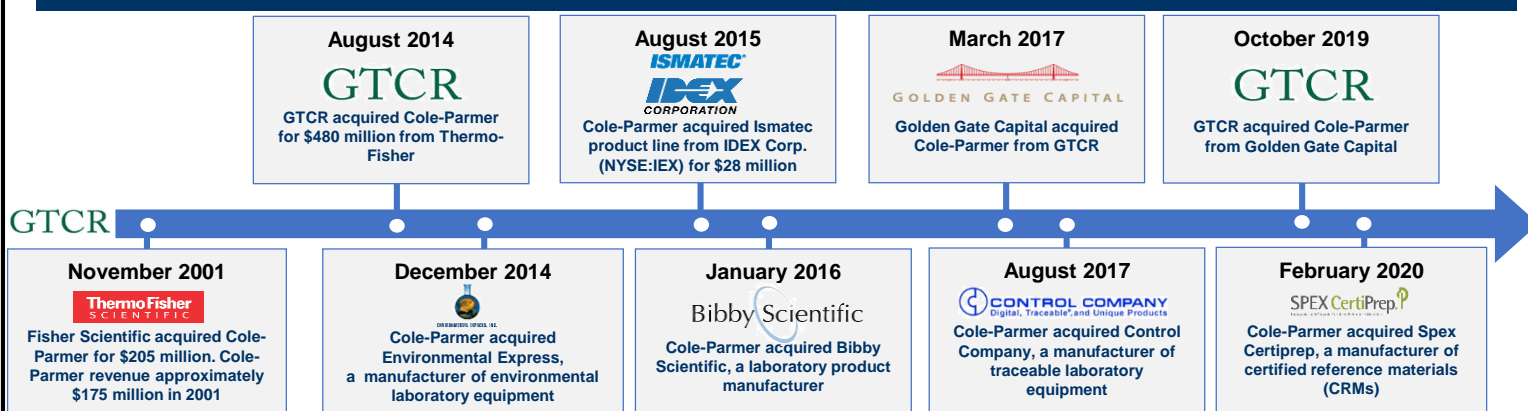 August 2014
GTCR
GTCR acquired Cole-Parmer
for $480 million from Thermo-
Fisher
August 2015
ISMATEC®
IDEX
CORPORATION
Cole-Parmer acquired Ismatec
product line from IDEX Corp.
(NYSE:IEX) for $28 million
March 2017
GOLDEN GATE CAPITAL
Golden Gate Capital acquired
Cole-Parmer from GTCR
October 2019
GTCR
GTCR acquired Cole-Parmer
from Golden Gate Capital
GTCR
November 2001
ThermoFisher
SCIENTIFIC
Fisher Scientific acquired Cole-
Parmer for $205 million. Cole-
Parmer revenue approximately
$175 million in 2001
December 2014
ENVIRONMENTAL EXPRESS, INC.
Cole-Parmer acquired
Environmental Express,
a manufacturer of environmental
laboratory equipment
January 2016
Bibby Scientific
Cole-Parmer acquired Bibby
Scientific, a laboratory product
manufacturer
August 2017
CONTROL COMPANY
Digital, Traceable®, and Unique Products
Cole-Parmer acquired Control
Company, a manufacturer of
traceable laboratory
equipment
February 2020
SPEX CertiPrep
Cole-Parmer acquired Spex
Certiprep, a manufacturer of
certified reference materials
(CRMs)